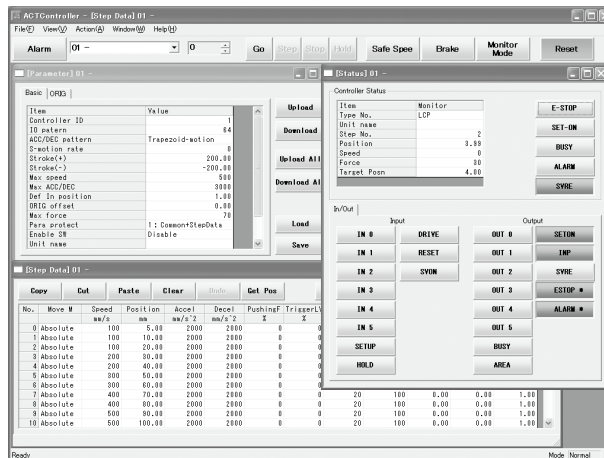 ACTController - [Step Data] 01 -
File(F) View(V) Action(A) Window(W) Help(H)
Alarm 01 - 0 Go Step Stop Hold Safe Spee Brake Monitor Mode Reset
[Parameter] 01 -
Basic ORIG
Item Value
Controller ID 1
IO patern 64
ACC/DEC pattern Trapezoid-motion
S-motion rate 0
Stroke(+) 200.00
Stroke(-) -200.00
Max speed 500
Max ACC/DEC 3000
Def In position 1.00
ORIG offset 0.00
Max force 70
Para protect 1 : Common+StepData
Enable SW Disable
Unit name
Upload
Download
Upload All
Download Al
Load
Save
[Status] 01 -
Controller Status
Item Monitor
Type No. LCP
Unit name
Step No. 2
Position 3.99
Speed 0
Force 30
Target Posn 4.00
E-STOP
SET-ON
BUSY
ALARM
SVRE
In/Out
Input Output
IN 0 DRIVE OUT 0 SETON
IN 1 RESET OUT 1 INP
IN 2 SVON OUT 2 SVRE
IN 3 OUT 3 ESTOP *
IN 4 OUT 4 ALARM *
IN 5 OUT 5
SETUP BUSY
HOLD AREA
[Step Data] 01 -
Copy Cut Paste Clear Undo Get Pos
No. Move M Speed Position Accel Decel PushingF TriggerLV
mm/s mm mm/s^2 mm/s^2 % %
0 Absolute 100 5.00 2000 2000 0 0
1 Absolute 100 10.00 2000 2000 0 0
2 Absolute 100 20.00 2000 2000 0 0
3 Absolute 200 30.00 2000 2000 0 0
4 Absolute 200 40.00 2000 2000 0 0
5 Absolute 300 50.00 2000 2000 0 0
6 Absolute 300 60.00 2000 2000 0 0
7 Absolute 400 70.00 2000 2000 0 0 20 100 0.00 0.00 1.00
8 Absolute 400 80.00 2000 2000 0 0 20 100 0.00 0.00 1.00
9 Absolute 500 90.00 2000 2000 0 0 20 100 0.00 0.00 1.00
10 Absolute 500 100.00 2000 2000 0 0 20 100 0.00 0.00 1.00
Ready Mode Normal